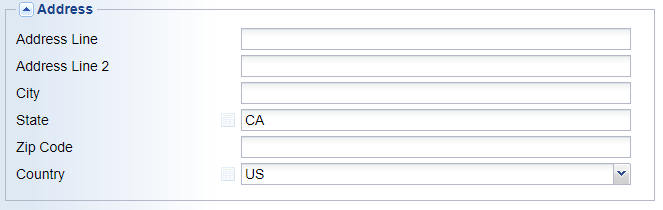 Address
Address Line
Address Line 2
City
State CA
Zip Code
Country US